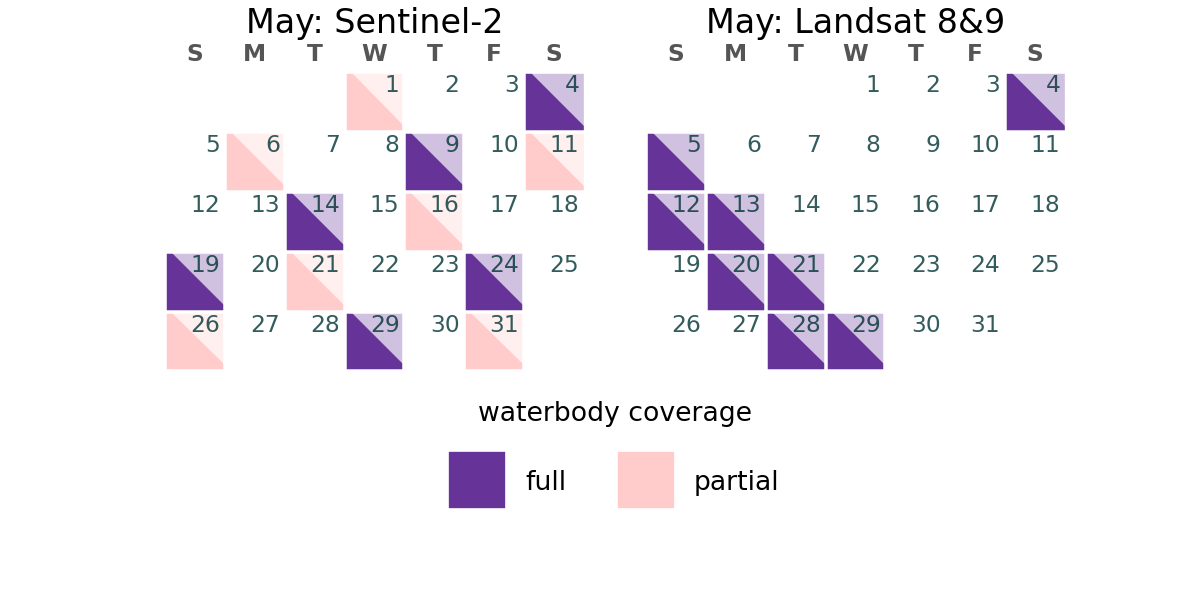 May: Sentinel-2
S M T W T F S
1 2 3 4
5 6 7 8 9 10 11
12 13 14 15 16 17 18
19 20 21 22 23 24 25
26 27 28 29 30 31
May: Landsat 8&9
S M T W T F S
1 2 3 4
5 6 7 8 9 10 11
12 13 14 15 16 17 18
19 20 21 22 23 24 25
26 27 28 29 30 31
waterbody coverage
full partial